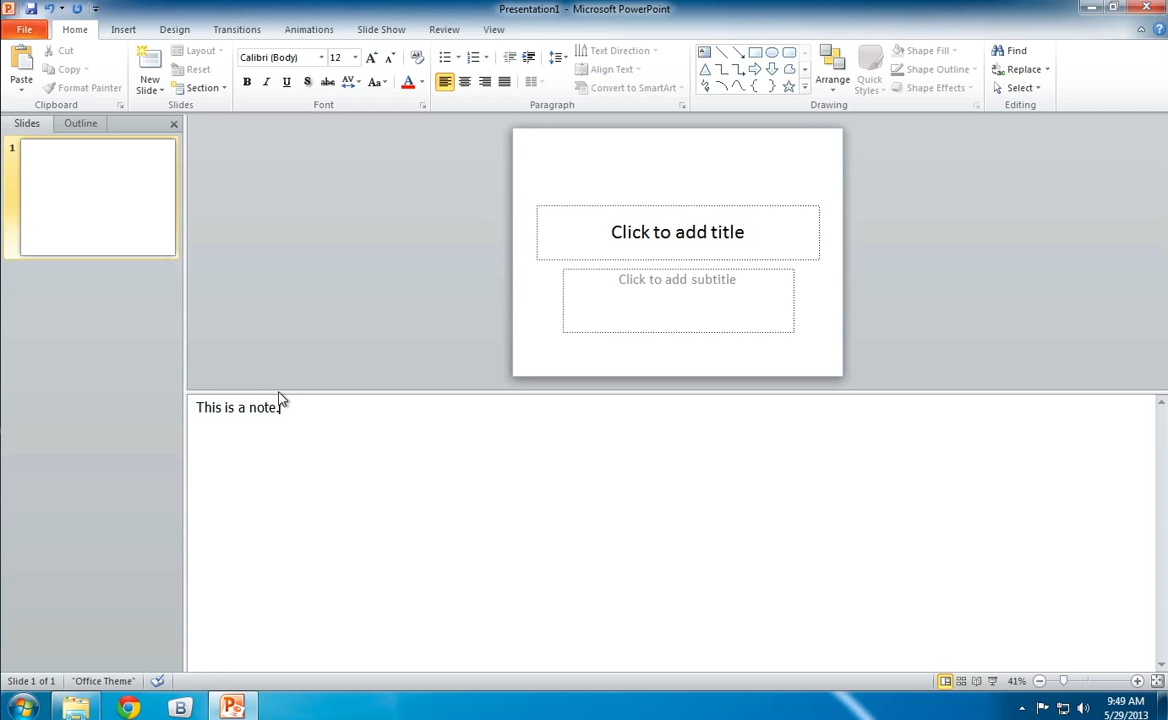 Presentation1 - Microsoft PowerPoint
File Home Insert Design Transitions Animations Slide Show Review View
Paste
Cut
Copy
Format Painter
Clipboard
New Slide
Layout
Reset
Section
Slides
Calibri (Body) 12
B I U S abc AV Aa A
Font
Text Direction
Align Text
Convert to SmartArt
Paragraph
Arrange
Quick Styles
Shape Fill
Shape Outline
Shape Effects
Drawing
Find
Replace
Select
Editing
Slides Outline
1
Click to add title
Click to add subtitle
This is a note.
Slide 1 of 1 "Office Theme" 41%
9:49 AM
5/29/2013